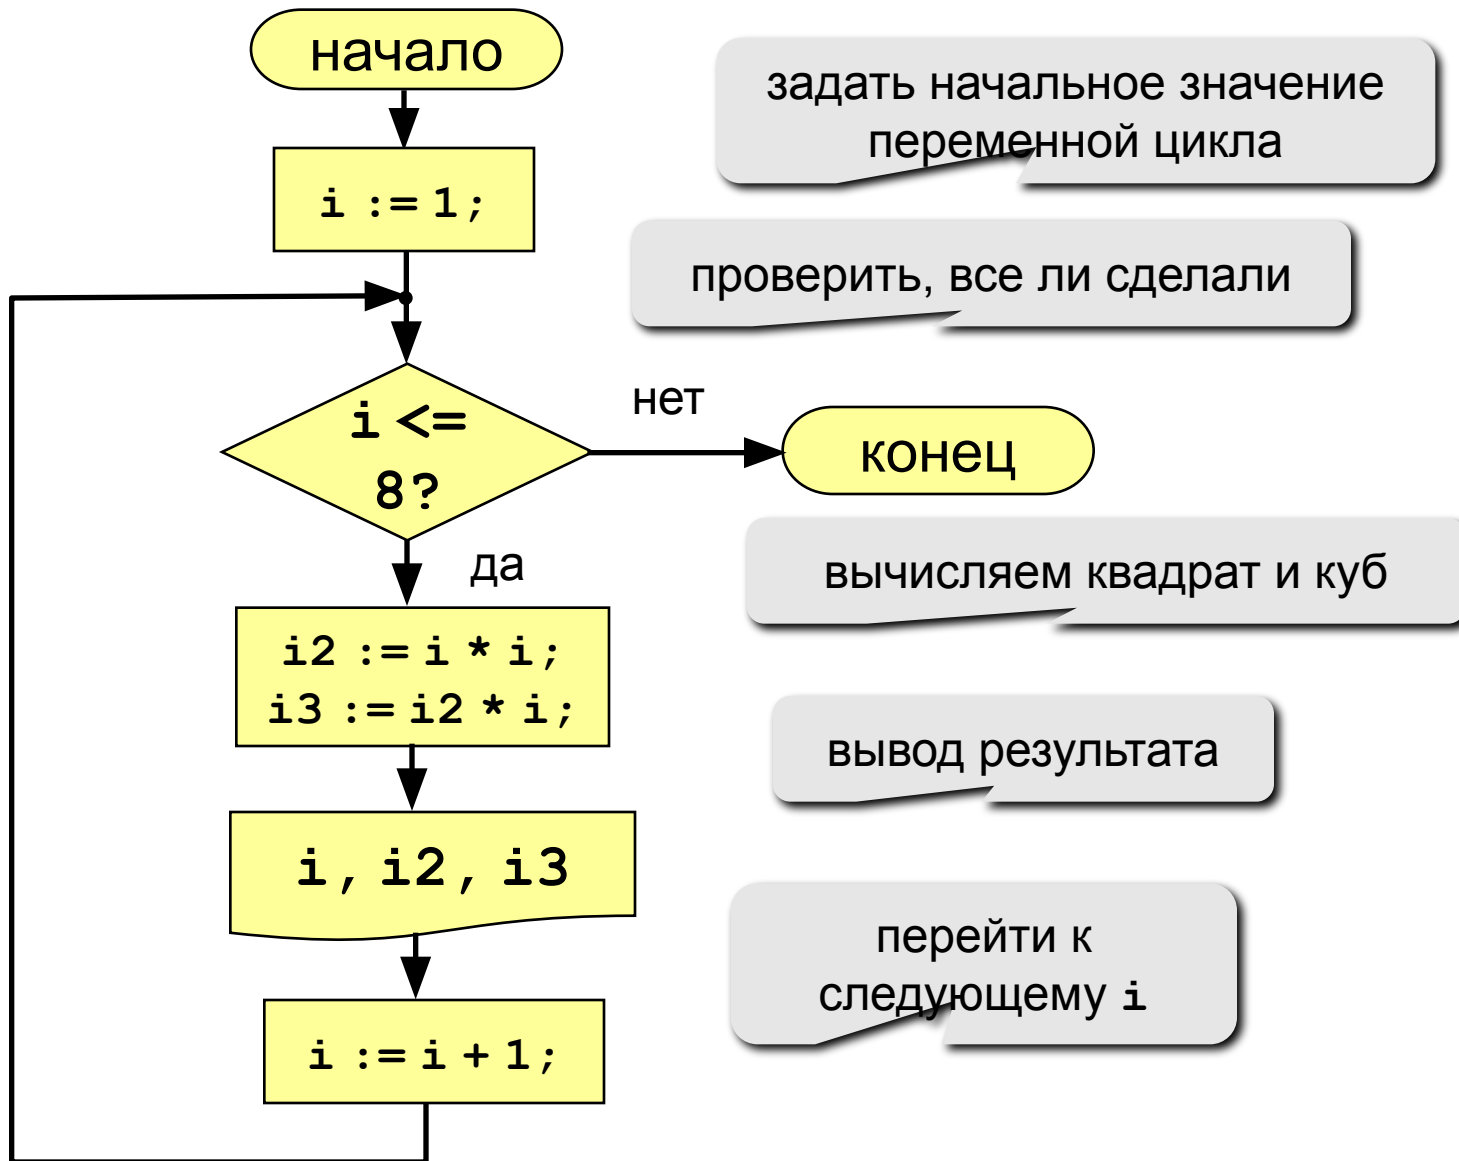 начало
задать начальное значение
переменной цикла
i := 1;
проверить, все ли сделали
i <=
8?
нет
конец
да
вычисляем квадрат и куб
i2 := i * i;
i3 := i2 * i;
вывод результата
i, i2, i3
перейти к
следующему i
i := i + 1;